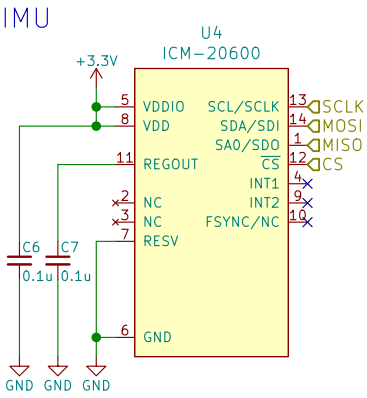 IMU
U4
ICM-20600
+3.3V
5 VDDIO SCL/SCLK 13 SCLK
8 VDD SDA/SDI 14 MOSI
SA0/SDO 1 MISO
11 REGOUT CS 12 CS
INT1 4
2 NC INT2 9
3 NC FSYNC/NC 10
7 RESV
C6 C7
0.1u 0.1u
6 GND
GND GND GND